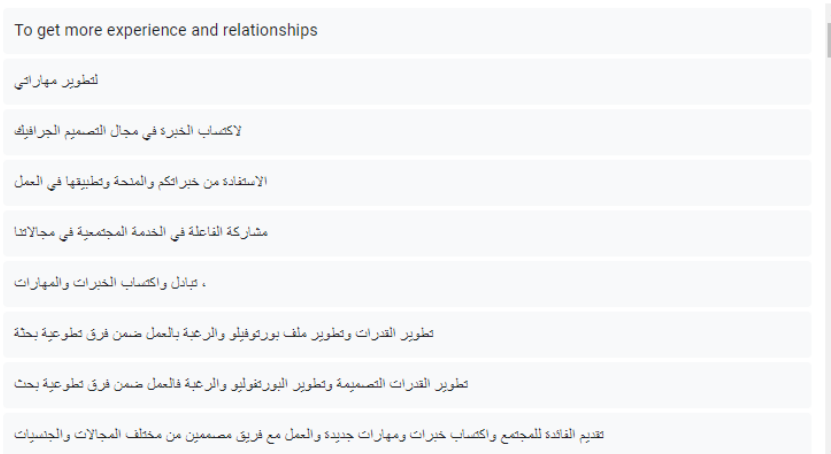 To get more experience and relationships
لتطوير مهاراتي
لاكتساب الخبرة في مجال التصميم الجرافيك
الاستفادة من خبراتكم والمنحة وتطبيقها في العمل
مشاركة الفاعلة في الخدمة المجتمعية في مجالاتنا
، تبادل واكتساب الخبرات والمهارات
تطوير القدرات وتطوير ملف بورتوفيلو والرغبة بالعمل ضمن فرق تطوعية بحثة
تطوير القدرات التصميمة وتطوير البورتفوليو والرغبة فالعمل ضمن فرق تطوعية بحث
تقديم الفائدة للمجتمع واكتساب خبرات ومهارات جديدة والعمل مع فريق مصممين من مختلف المجالات والجنسيات